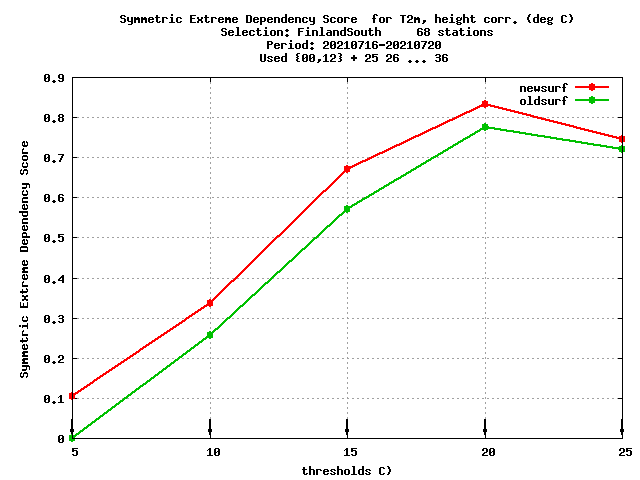 Symmetric Extreme Dependency Score  for T2m, height corr. (deg C)
Selection: FinlandSouth     68 stations
Period: 20210716-20210720
Used {00,12} + 25 26 ... 36
newsurf
oldsurf
Symmetric Extreme Dependency Score
0.9
0.8
0.7
0.6
0.5
0.4
0.3
0.2
0.1
0
5 10 15 20 25
thresholds C)